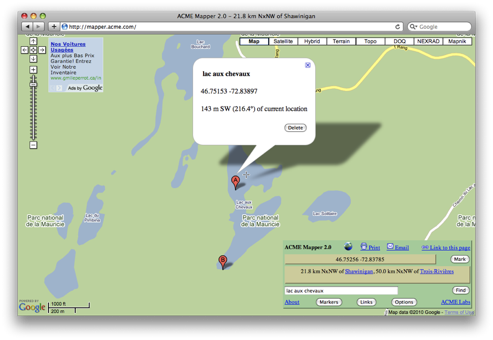 ACME Mapper 2.0 – 21.8 km NxNW of Shawinigan
http://mapper.acme.com/
Google
Nos Voitures
Usagées
Aux plus Bas Prix
Garantie! Entrez
Voir Notre
Inventaire
Ads by Google
Map Satellite Hybrid Terrain Topo DOQ NEXRAD Mapnik
Lac
Bouchard
lac aux chevaux
46.75153 -72.83897
143 m SW (216.4°) of current location
Delete
A
Lac aux
Chevaux
Parc national
de la Mauricie
Parc national
de la Mauricie
B
ACME Mapper 2.0 Print Email Link to this page
46.75256 -72.83785 Mark
21.8 km NxNW of Shawinigan, 50.0 km NxNW of Trois-Rivières
lac aux chevaux Find
About Markers Links Options ACME Labs
POWERED BY
Google
1000 ft
200 m
Map data ©2010 Google - Terms of Use